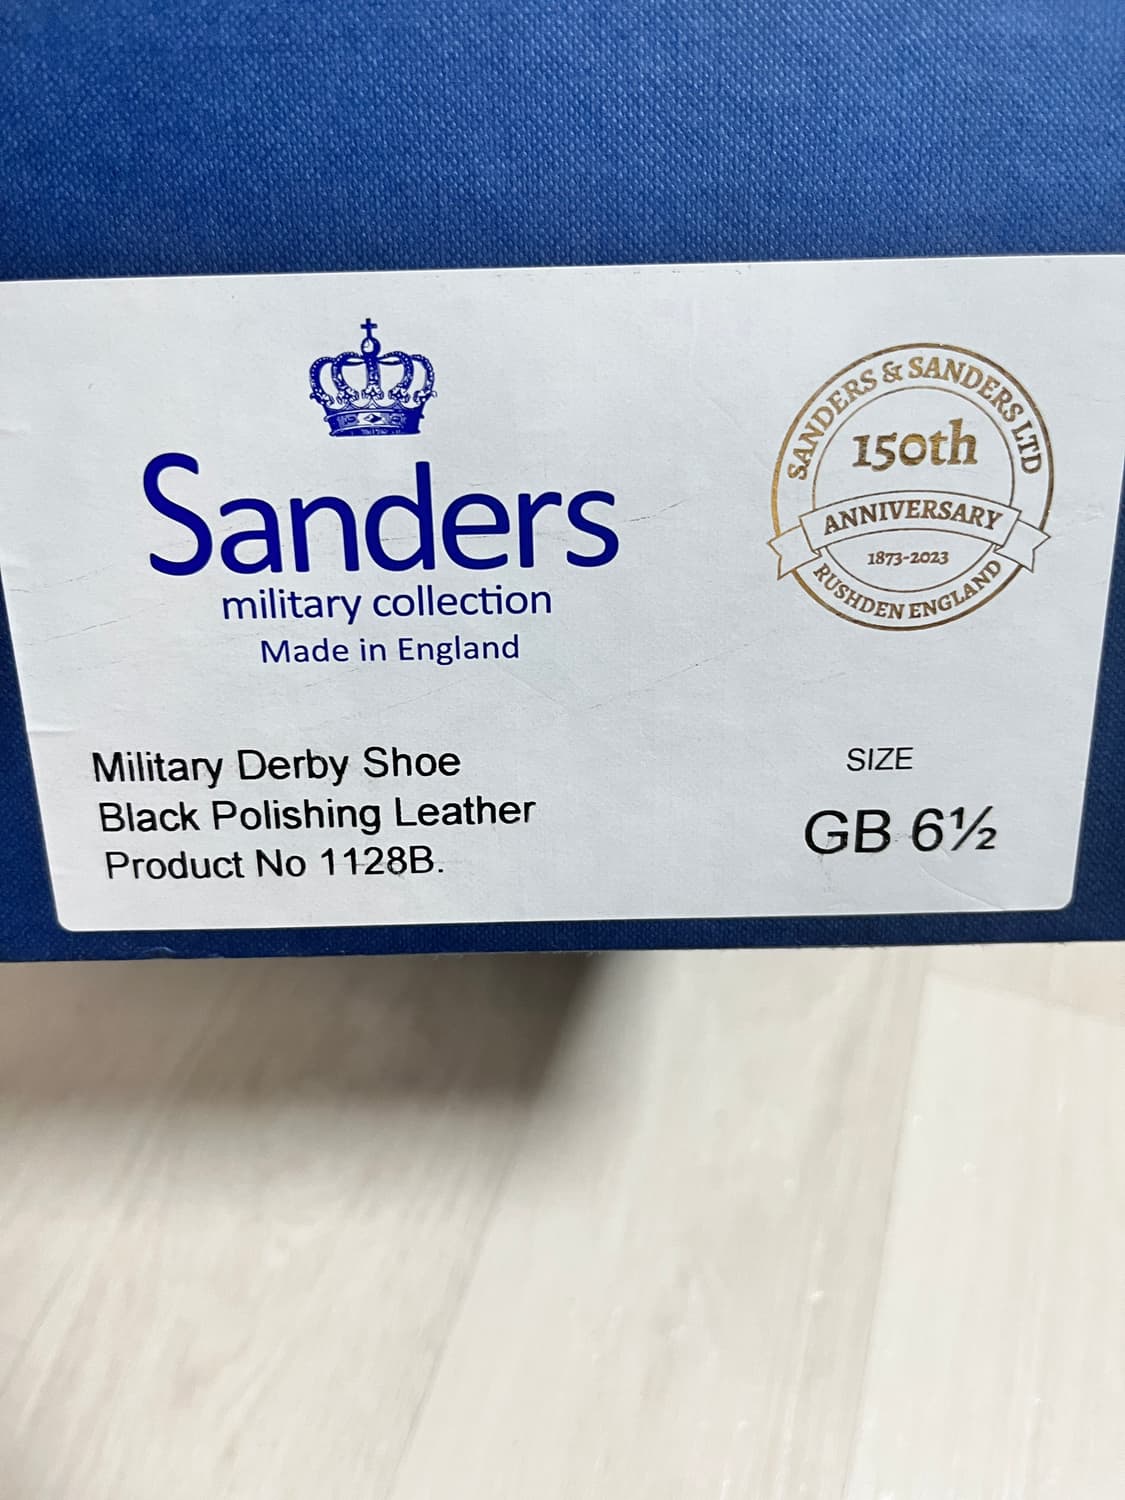 Sanders
military collection
Made in England
SANDERS & SANDERS LTD
150th
ANNIVERSARY
1873-2023
RUSHDEN ENGLAND
Military Derby Shoe
Black Polishing Leather
Product No 1128B.
SIZE
GB 6½